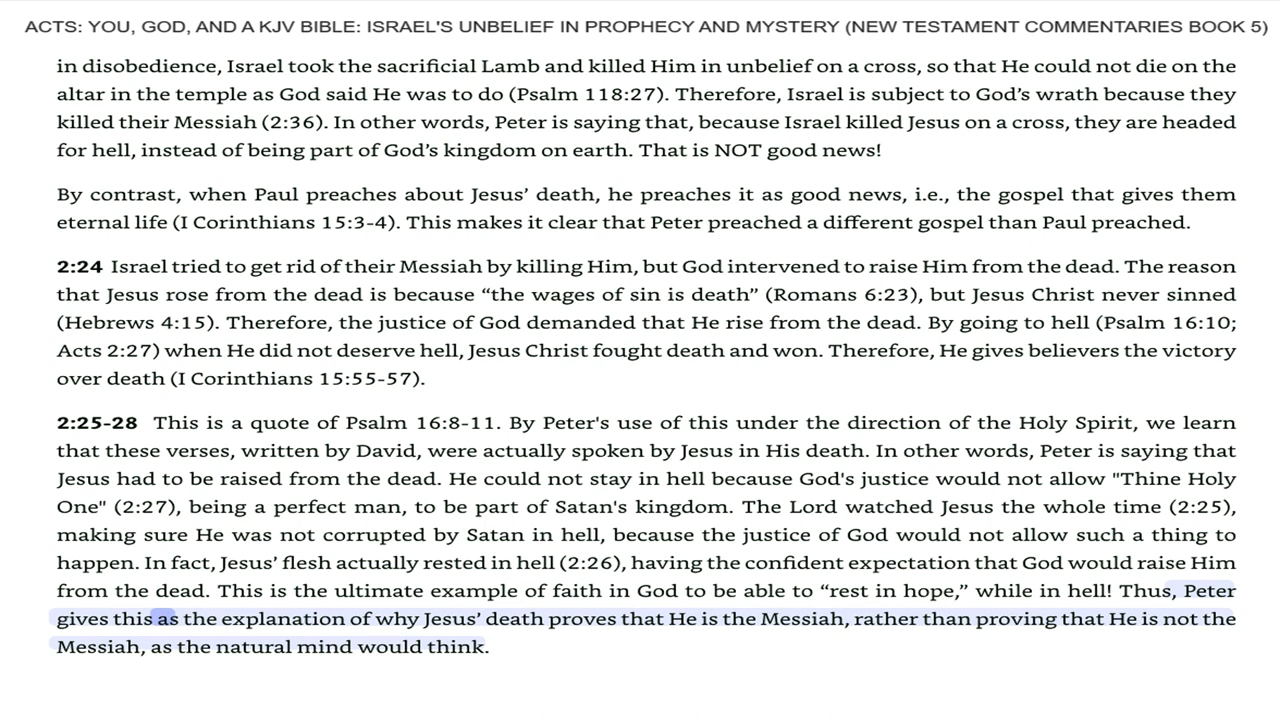 ACTS: YOU, GOD, AND A KJV BIBLE: ISRAEL'S UNBELIEF IN PROPHECY AND MYSTERY (NEW TESTAMENT COMMENTARIES BOOK 5)
in disobedience, Israel took the sacrificial Lamb and killed Him in unbelief on a cross, so that He could not die on the
altar in the temple as God said He was to do (Psalm 118:27). Therefore, Israel is subject to God’s wrath because they
killed their Messiah (2:36). In other words, Peter is saying that, because Israel killed Jesus on a cross, they are headed
for hell, instead of being part of God’s kingdom on earth. That is NOT good news!
By contrast, when Paul preaches about Jesus’ death, he preaches it as good news, i.e., the gospel that gives them
eternal life (I Corinthians 15:3-4). This makes it clear that Peter preached a different gospel than Paul preached.
2:24 Israel tried to get rid of their Messiah by killing Him, but God intervened to raise Him from the dead. The reason
that Jesus rose from the dead is because “the wages of sin is death” (Romans 6:23), but Jesus Christ never sinned
(Hebrews 4:15). Therefore, the justice of God demanded that He rise from the dead. By going to hell (Psalm 16:10;
Acts 2:27) when He did not deserve hell, Jesus Christ fought death and won. Therefore, He gives believers the victory
over death (I Corinthians 15:55-57).
2:25-28 This is a quote of Psalm 16:8-11. By Peter's use of this under the direction of the Holy Spirit, we learn
that these verses, written by David, were actually spoken by Jesus in His death. In other words, Peter is saying that
Jesus had to be raised from the dead. He could not stay in hell because God's justice would not allow "Thine Holy
One" (2:27), being a perfect man, to be part of Satan's kingdom. The Lord watched Jesus the whole time (2:25),
making sure He was not corrupted by Satan in hell, because the justice of God would not allow such a thing to
happen. In fact, Jesus’ flesh actually rested in hell (2:26), having the confident expectation that God would raise Him
from the dead. This is the ultimate example of faith in God to be able to “rest in hope,” while in hell! Thus, Peter
gives this as the explanation of why Jesus’ death proves that He is the Messiah, rather than proving that He is not the
Messiah, as the natural mind would think.